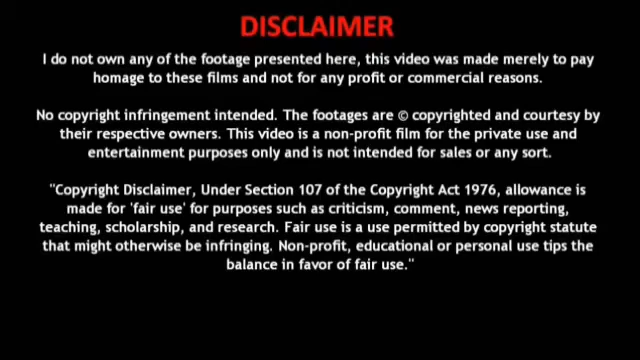 DISCLAIMER
I do not own any of the footage presented here, this video was made merely to pay
homage to these films and not for any profit or commercial reasons.
No copyright infringement intended. The footages are © copyrighted and courtesy by
their respective owners. This video is a non-profit film for the private use and
entertainment purposes only and is not intended for sales or any sort.
"Copyright Disclaimer, Under Section 107 of the Copyright Act 1976, allowance is
made for 'fair use' for purposes such as criticism, comment, news reporting,
teaching, scholarship, and research. Fair use is a use permitted by copyright statute
that might otherwise be infringing. Non-profit, educational or personal use tips the
balance in favor of fair use."